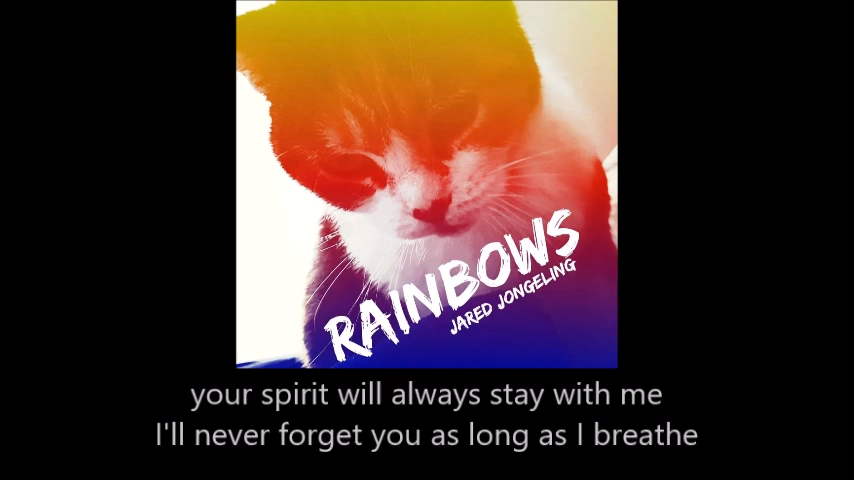 RAINBOWS
JARED JONGELING
your spirit will always stay with me
I'll never forget you as long as I breathe